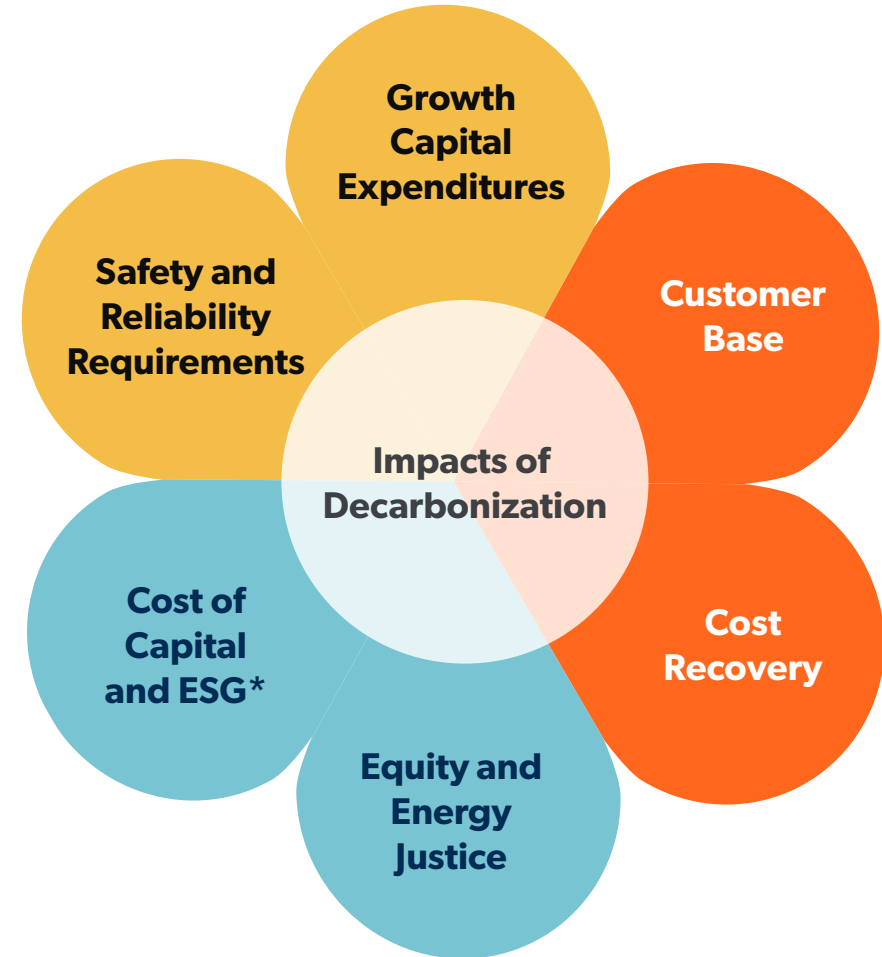 Growth
Capital
Expenditures
Safety and
Reliability
Requirements
Customer
Base
Impacts of
Decarbonization
Cost of
Capital
and ESG*
Cost
Recovery
Equity and
Energy
Justice